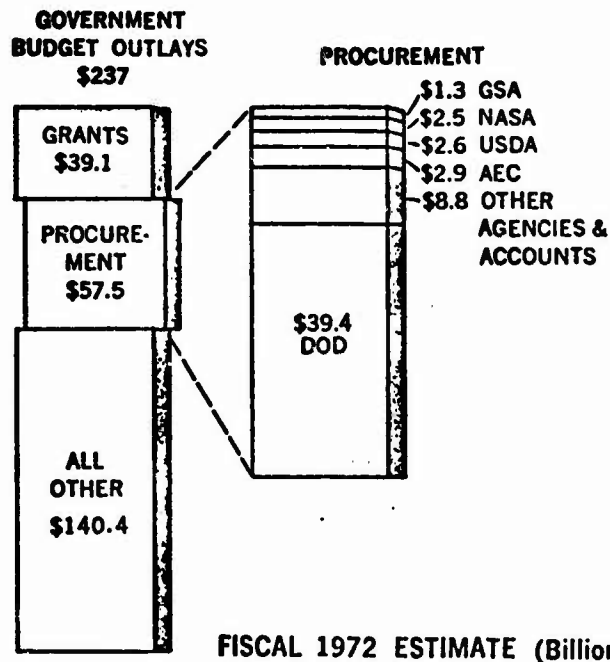 GOVERNMENT
BUDGET OUTLAYS
$237
GRANTS
$39.1
PROCURE-
MENT
$57.5
ALL
OTHER
$140.4
PROCUREMENT
$1.3 GSA
$2.5 NASA
$2.6 USDA
$2.9 AEC
$8.8 OTHER
AGENCIES &
ACCOUNTS
$39.4
DOD
FISCAL 1972 ESTIMATE (Billion